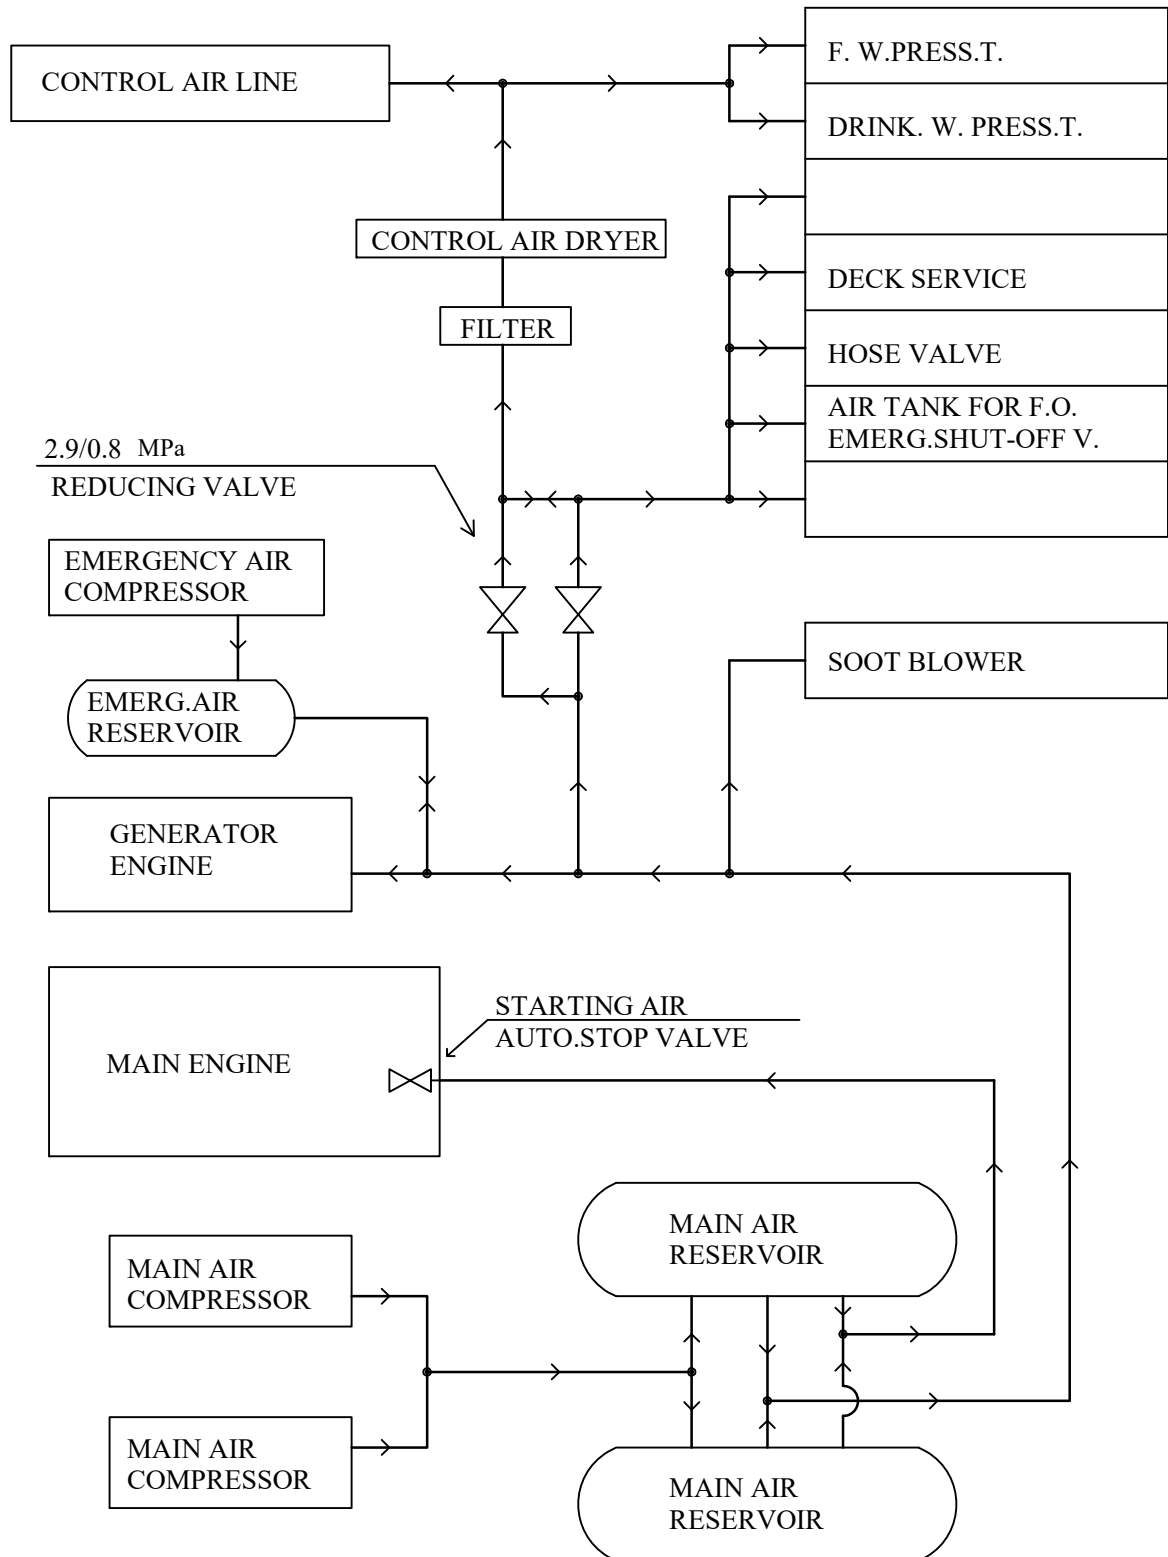 F. W.PRESS.T.
CONTROL AIR LINE
DRINK. W. PRESS.T.
CONTROL AIR DRYER
DECK SERVICE
FILTER
HOSE VALVE
AIR TANK FOR F.O.
EMERG.SHUT-OFF V.
2.9/0.8 MPa
REDUCING VALVE
EMERGENCY AIR
COMPRESSOR
SOOT BLOWER
EMERG.AIR
RESERVOIR
GENERATOR
ENGINE
STARTING AIR
AUTO.STOP VALVE
MAIN ENGINE
MAIN AIR
RESERVOIR
MAIN AIR
COMPRESSOR
MAIN AIR
COMPRESSOR
MAIN AIR
RESERVOIR